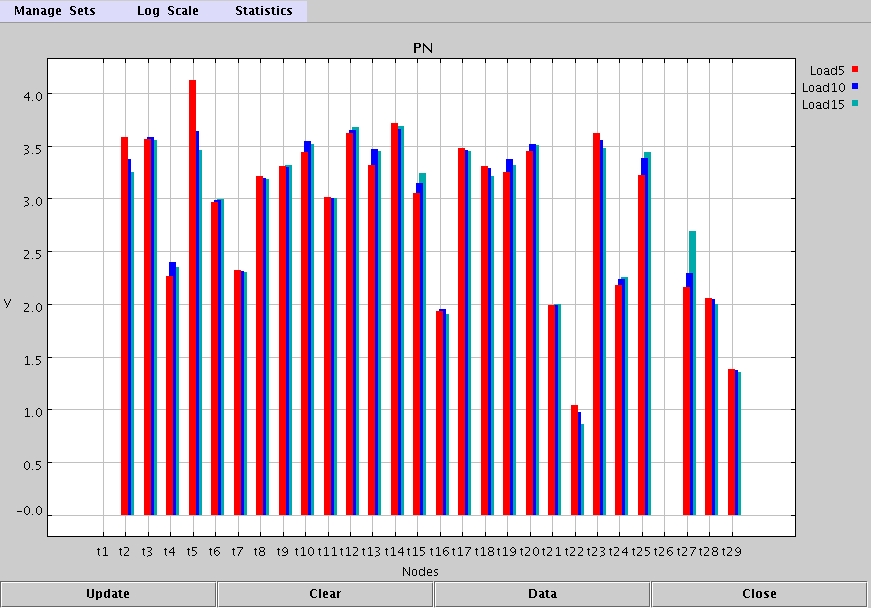 Manage Sets Log Scale Statistics
PN
Load5
Load10
Load15
4.0
3.5
3.0
2.5
Y
2.0
1.5
1.0
0.5
-0.0
t1 t2 t3 t4 t5 t6 t7 t8 t9 t10 t11 t12 t13 t14 t15 t16 t17 t18 t19 t20 t21 t22 t23 t24 t25 t26 t27 t28 t29
Nodes
Update Clear Data Close